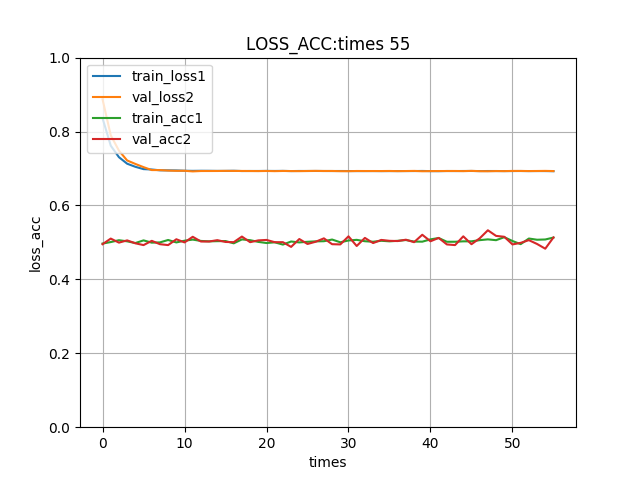 LOSS_ACC:times 55
1.0
0.8
0.6
0.4
0.2
0.0
loss_acc
train_loss1
val_loss2
train_acc1
val_acc2
0 10 20 30 40 50
times